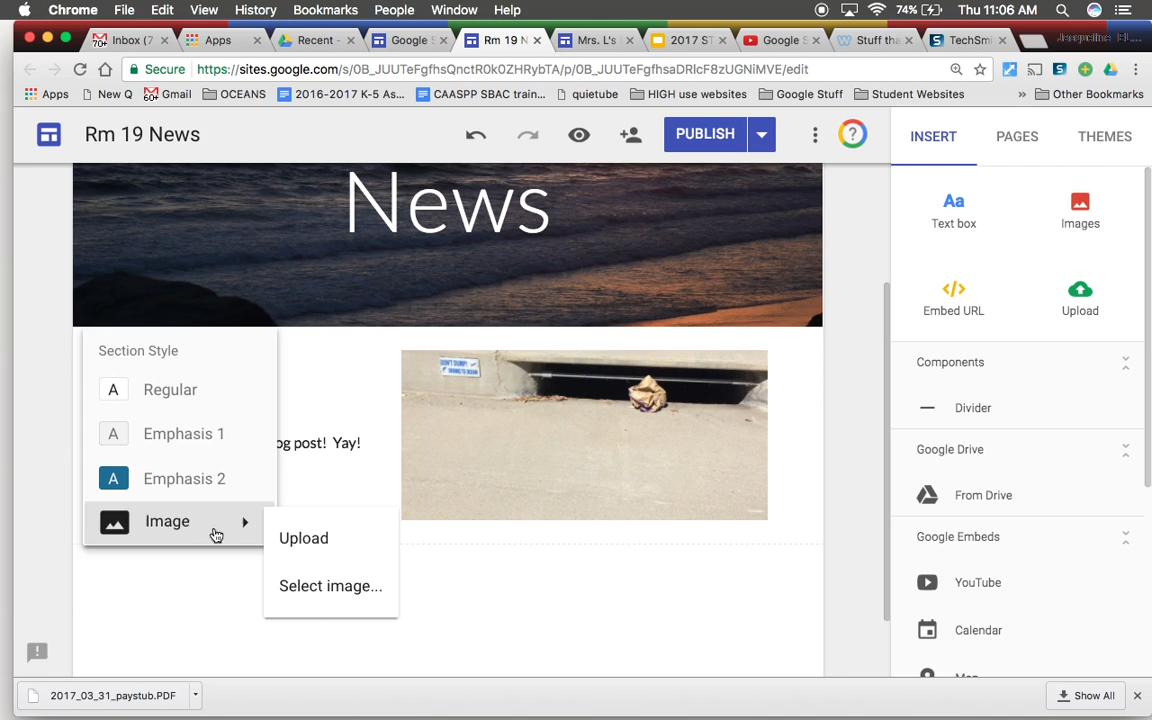 Chrome File Edit View History Bookmarks People Window Help 74% Thu 11:06 AM
Inbox (7 Apps Recent - Google S Rm 19 N Mrs. L's 2017 ST Google S Stuff tha TechSmi
Secure https://sites.google.com/s/0B_JUUTeFgfhsQnctR0k0ZHRybTA/p/0B_JUUTeFgfhsaDRIcF8zUGNiMVE/edit
Apps New Q Gmail OCEANS 2016-2017 K-5 As... CAASPP SBAC train... quietube HIGH use websites Google Stuff Student Websites » Other Bookmarks
Rm 19 News PUBLISH ? INSERT PAGES THEMES
News
Aa
Text box Images
Embed URL Upload
Section Style
A Regular
A Emphasis 1
A Emphasis 2
Image
Upload
Select image...
og post! Yay!
DON'T DUMP!
Components
Divider
Google Drive
From Drive
Google Embeds
YouTube
Calendar
2017_03_31_paystub.PDF Show All